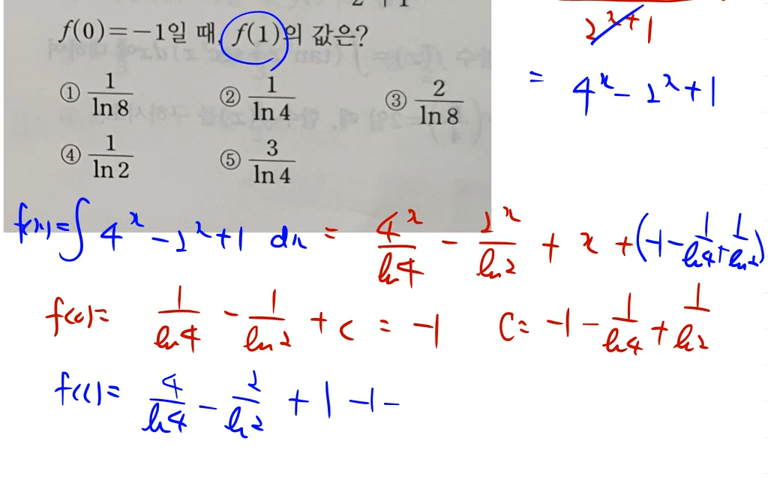 2^x + 1
f(0)=-1일 때, f(1)의 값은?
① 1/ln8 ② 1/ln4 ③ 2/ln8
④ 1/ln2 ⑤ 3/ln4
= 4^x - 2^x + 1
f(x) = ∫ 4^x - 2^x + 1 dx = 4^x/ln4 - 2^x/ln2 + x + (-1 - 1/ln4 + 1/ln2)
f(0) = 1/ln4 - 1/ln2 + C = -1 C = -1 - 1/ln4 + 1/ln2
f(1) = 4/ln4 - 2/ln2 + 1 - 1 -